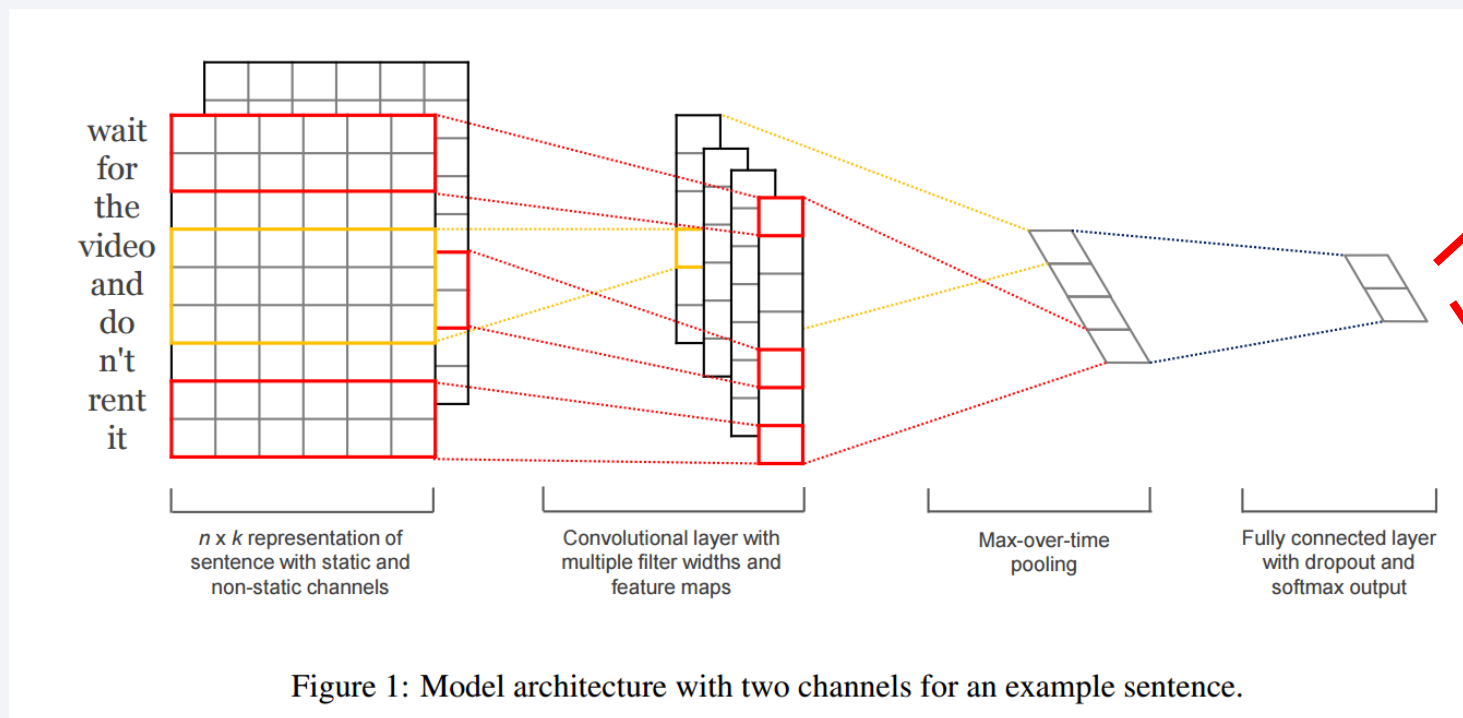 wait
for
the
video
and
do
n't
rent
it
n x k representation of
sentence with static and
non-static channels
Convolutional layer with
multiple filter widths and
feature maps
Max-over-time
pooling
Fully connected layer
with dropout and
softmax output
Figure 1: Model architecture with two channels for an example sentence.